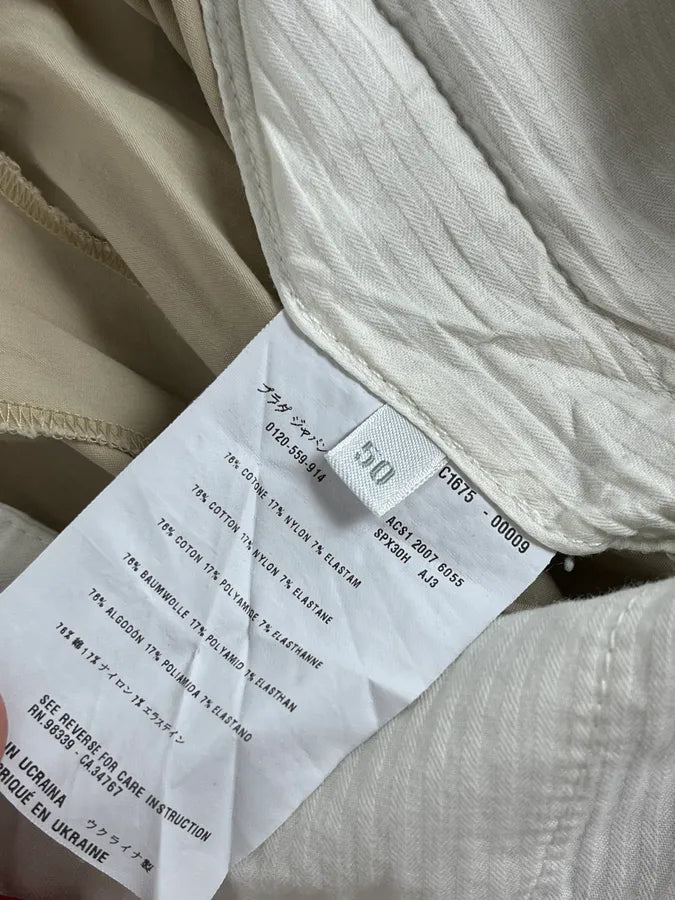 プラダ ジャパン
0120-559-914
50
C1675 - 00009
ACS1 2007 6055
SPX30H AJ3
76% COTONE 17% NYLON 7% ELASTAM
76% COTTON 17% NYLON 7% ELASTANE
76% COTON 17% POLYAMIRE 7% ELASTHANNE
76% BAUMWOLLE 17% POLYAMID 7% ELASTHAN
76% ALGODÓN 17% POLIAMIDA 7% ELASTANO
76% 綿 17% ナイロン 7% エラステイン
SEE REVERSE FOR CARE INSTRUCTION
RN.98339 - CA.34767
IN UCRAINA
BRIQUÉ EN UKRAINE
ウクライナ製